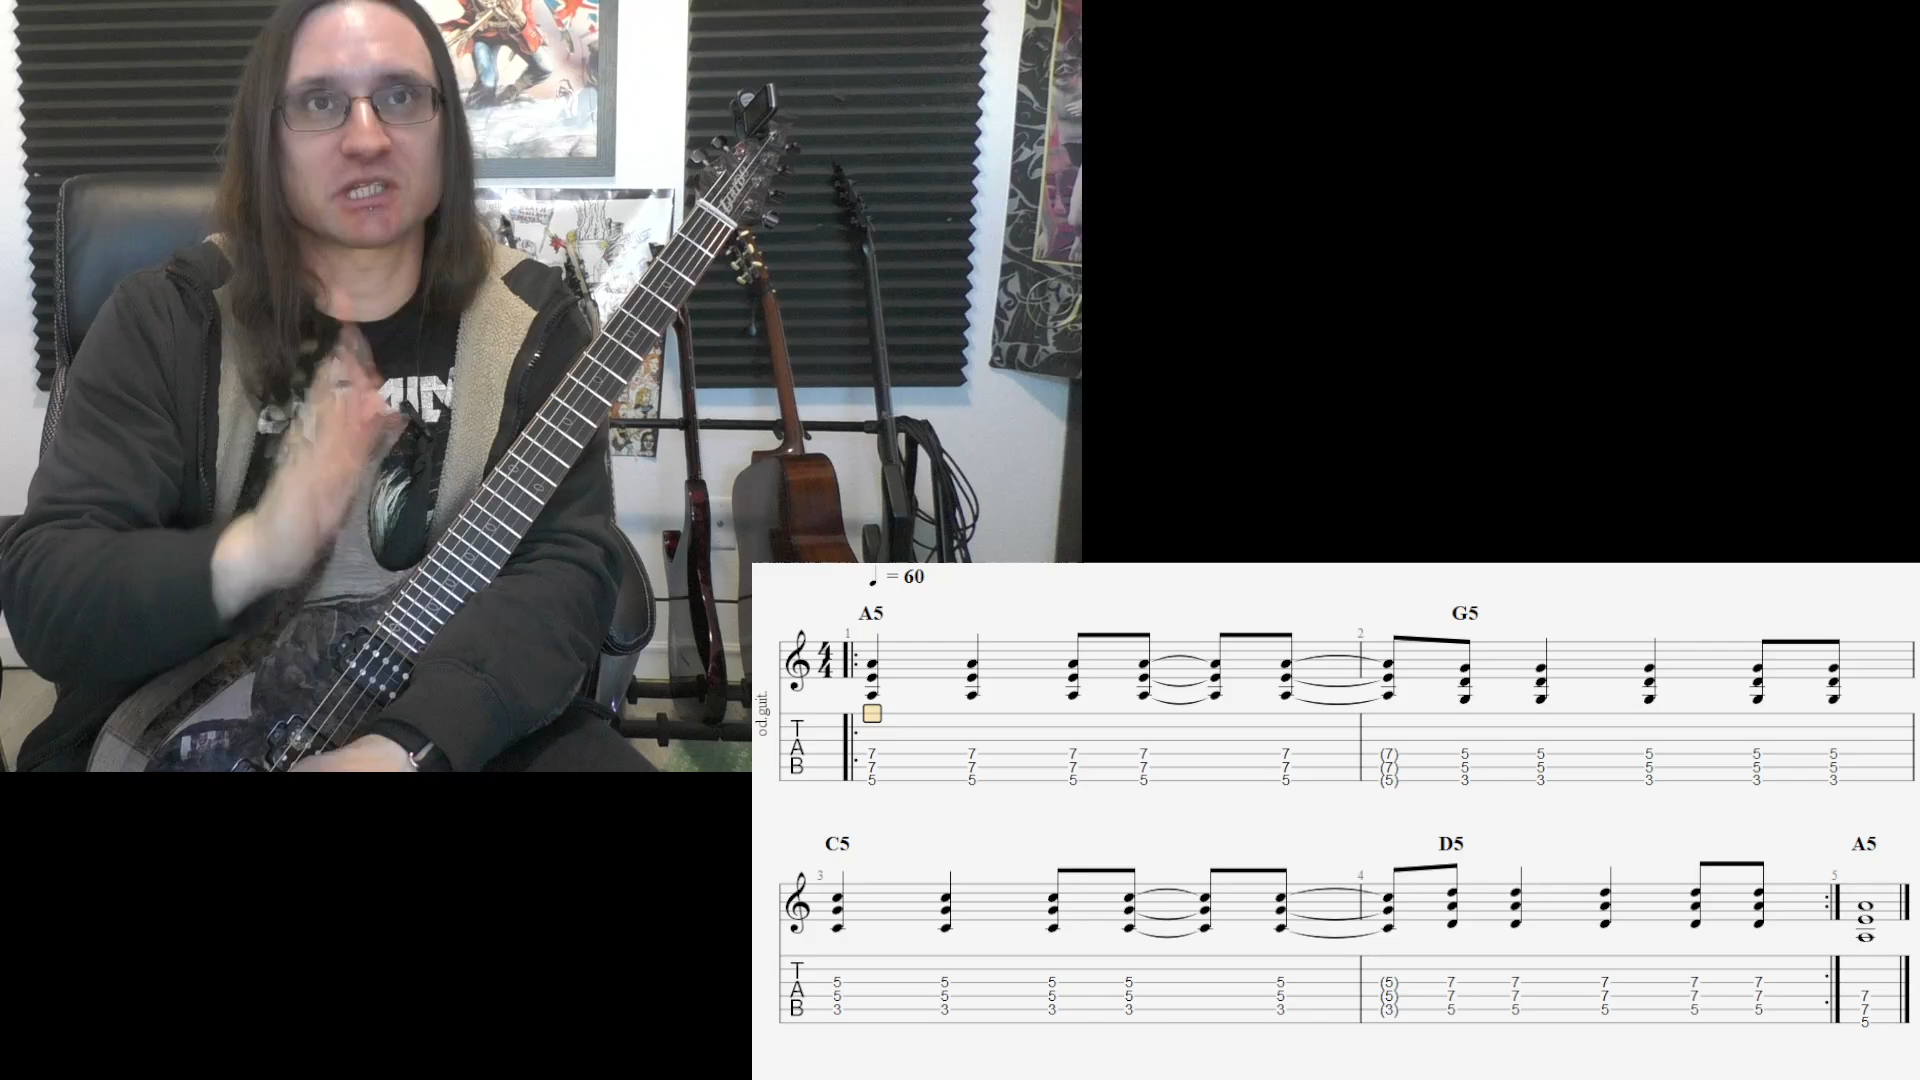 ♩ = 60
A5 G5
1 2
4
4
od.guit.
T
A
B
7 7 7 7 7 (7) 5 5 5 5 5
7 7 7 7 7 (7) 5 5 5 5 5
5 5 5 5 5 (5) 3 3 3 3 3
C5 D5 A5
3 4 5
T
A
B
5 5 5 5 5 (5) 7 7 7 7 7
5 5 5 5 5 (5) 7 7 7 7 7 7
3 3 3 3 3 (3) 5 5 5 5 5 7
5